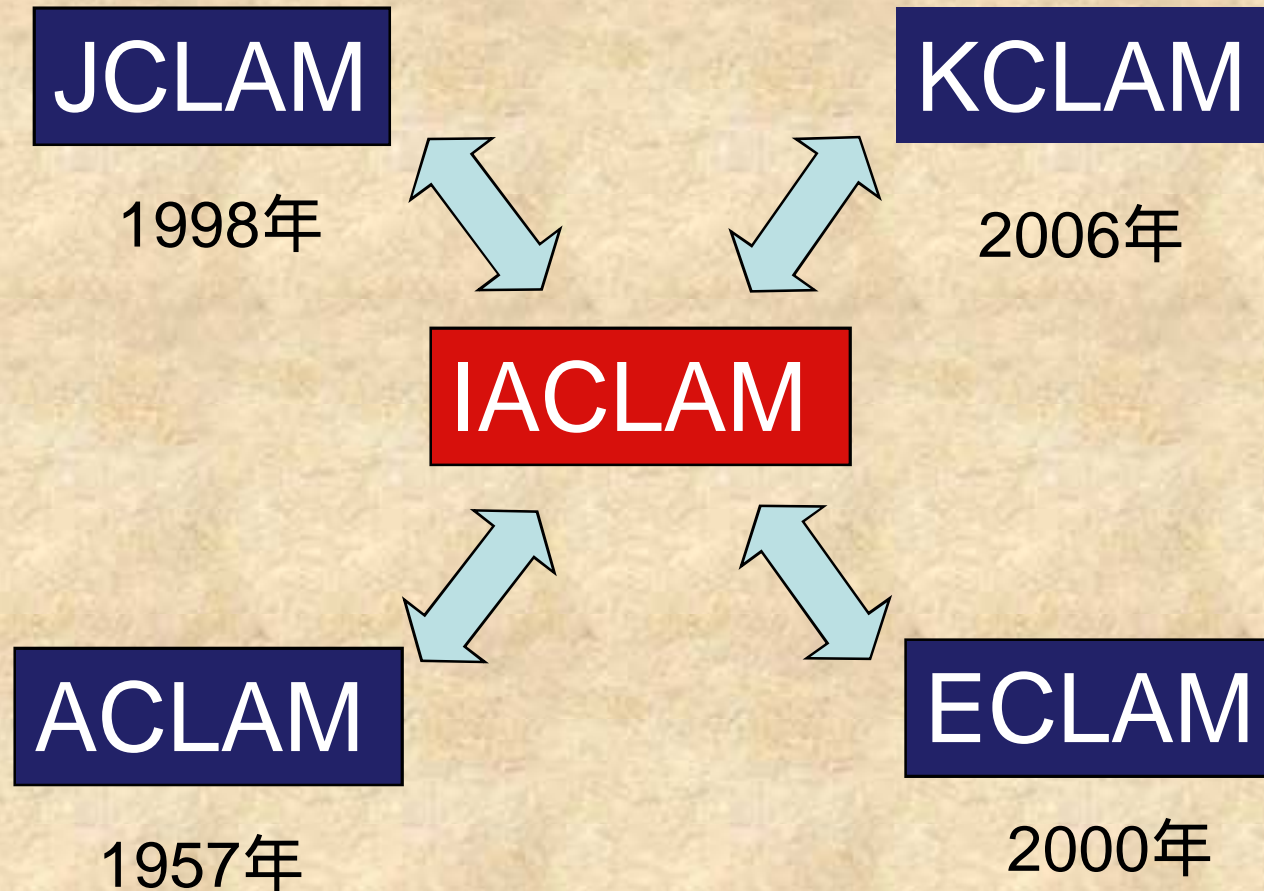 JCLAM
KCLAM
1998年
2006年
IACLAM
ACLAM
ECLAM
1957年
2000年